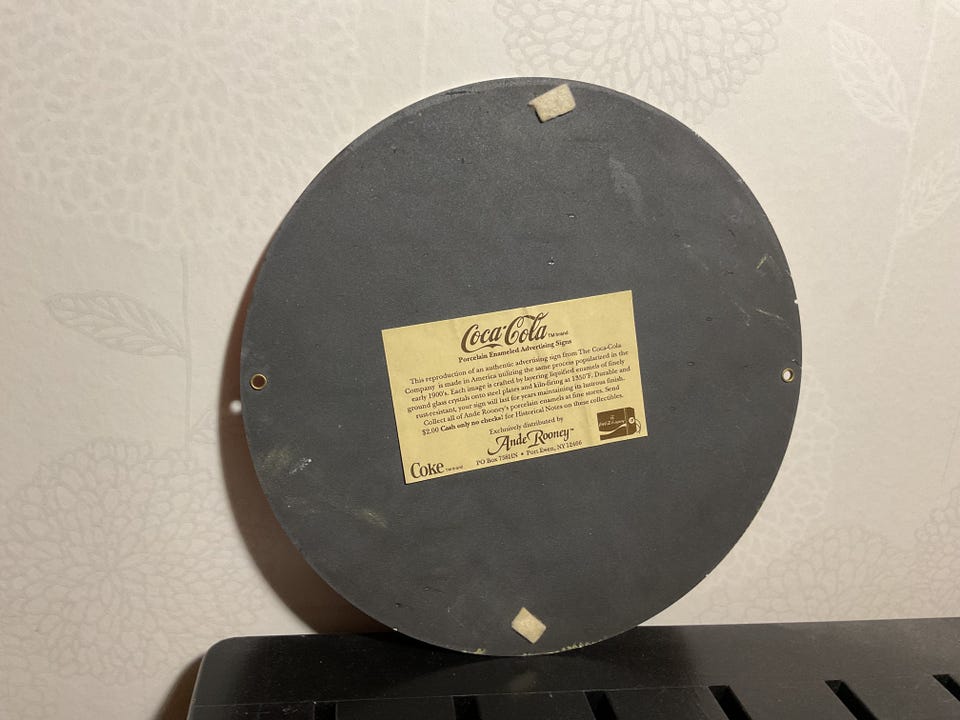 Coca-Cola TM brand
Porcelain Enameled Advertising Signs
This reproduction of an authentic advertising sign from The Coca-Cola
Company is made in America utilizing the same process popularized in the
early 1900's. Each image is crafted by layering liquified enamels of finely
ground glass crystals onto steel plates and kiln-firing at 1350°F. Durable and
rust-resistant, your sign will last for years maintaining its lustrous finish.
Collect all of Ande Rooney's porcelain enamels at fine stores. Send
$2.00 Cash only no checks! for Historical Notes on these collectibles.
Exclusively distributed by
Ande Rooney™
Coke TM brand
PO Box 758HN • Port Ewen, NY 12466